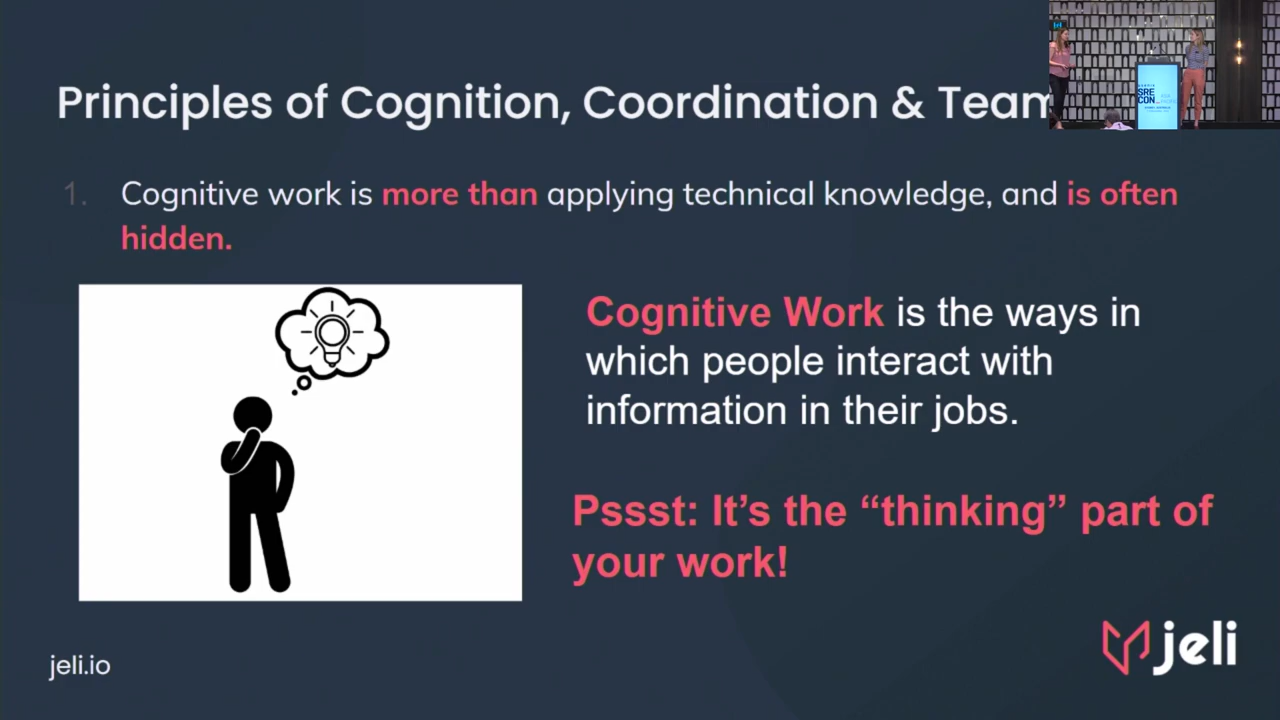 Principles of Cognition, Coordination & Team
1. Cognitive work is more than applying technical knowledge, and is often
hidden.
Cognitive Work is the ways in
which people interact with
information in their jobs.
Pssst: It’s the “thinking” part of
your work!
jeli.io
jeli
SRE
CON